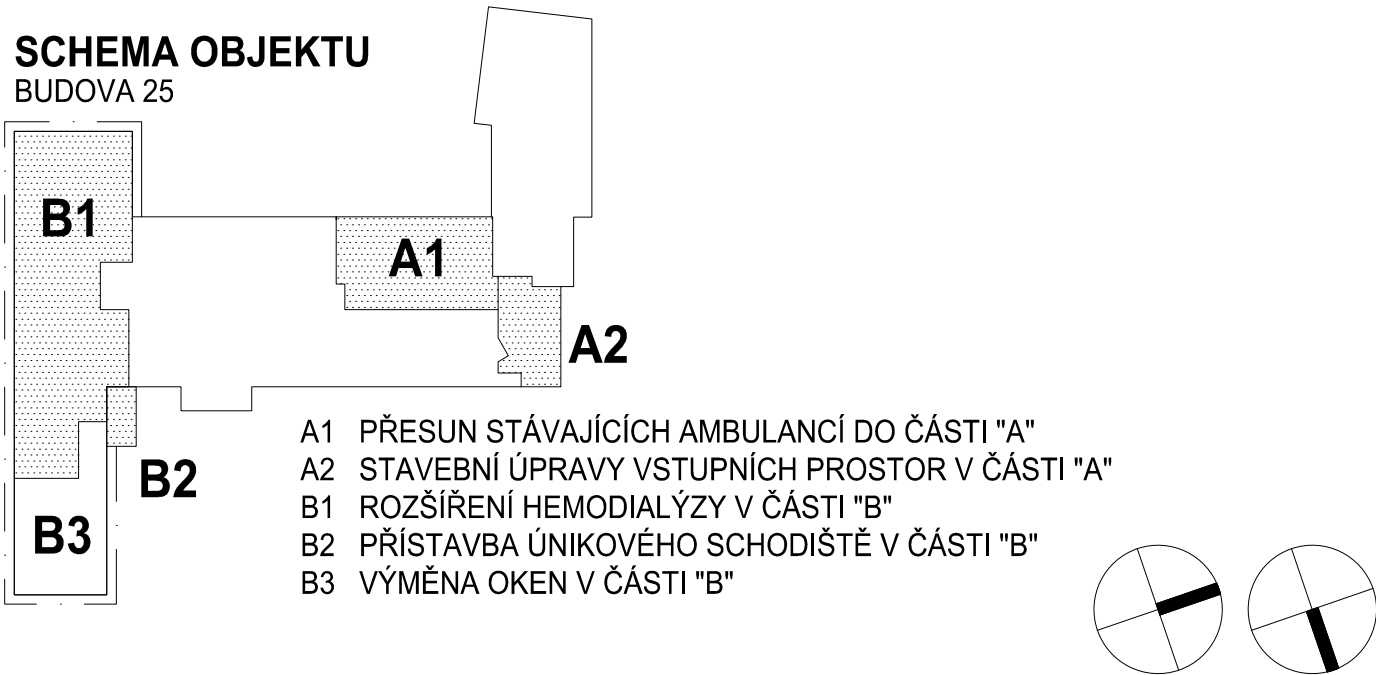 SCHEMA OBJEKTU
BUDOVA 25
B1
A1
A2
B2
B3
A1 PŘESUN STÁVAJÍCÍCH AMBULANCÍ DO ČÁSTI "A"
A2 STAVEBNÍ ÚPRAVY VSTUPNÍCH PROSTOR V ČÁSTI "A"
B1 ROZŠÍŘENÍ HEMODIALÝZY V ČÁSTI "B"
B2 PŘÍSTAVBA ÚNIKOVÉHO SCHODIŠTĚ V ČÁSTI "B"
B3 VÝMĚNA OKEN V ČÁSTI "B"